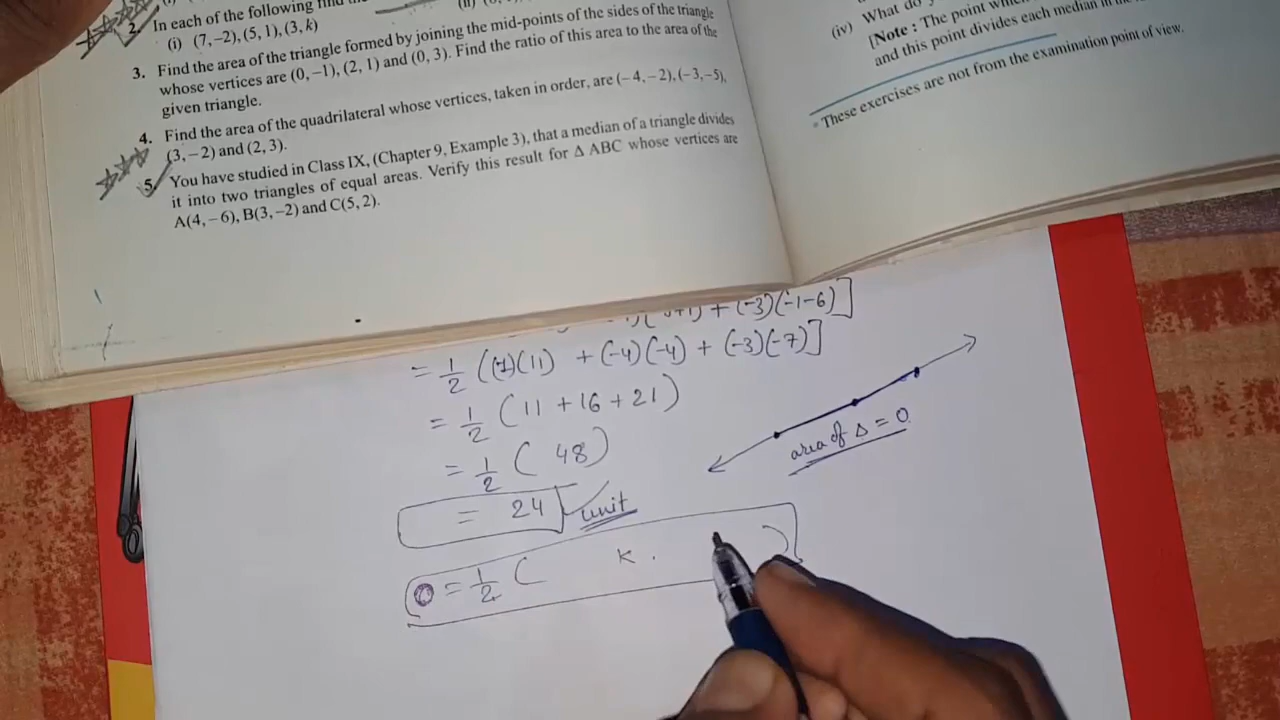 2. In each of the following find the
(i) (7, –2), (5, 1), (3, k)
(ii)
3. Find the area of the triangle formed by joining the mid-points of the sides of the triangle
whose vertices are (0, –1), (2, 1) and (0, 3). Find the ratio of this area to the area of the
given triangle.
4. Find the area of the quadrilateral whose vertices, taken in order, are (– 4, – 2), (– 3, – 5),
(3, – 2) and (2, 3).
5. You have studied in Class IX, (Chapter 9, Example 3), that a median of a triangle divides
it into two triangles of equal areas. Verify this result for Δ ABC whose vertices are
A(4, – 6), B(3, –2) and C(5, 2).
(iv) What do
[Note : The point
and this point divides each median in the
* These exercises are not from the examination point of view.
+ (-3)(-1-6)]
= 1/2 ((1)(11) + (-4)(-4) + (-3)(-7)]
= 1/2 (11 + 16 + 21)
= 1/2 ( 48 )
= 24 unit
0 = 1/2 ( K . )
area of Δ = 0